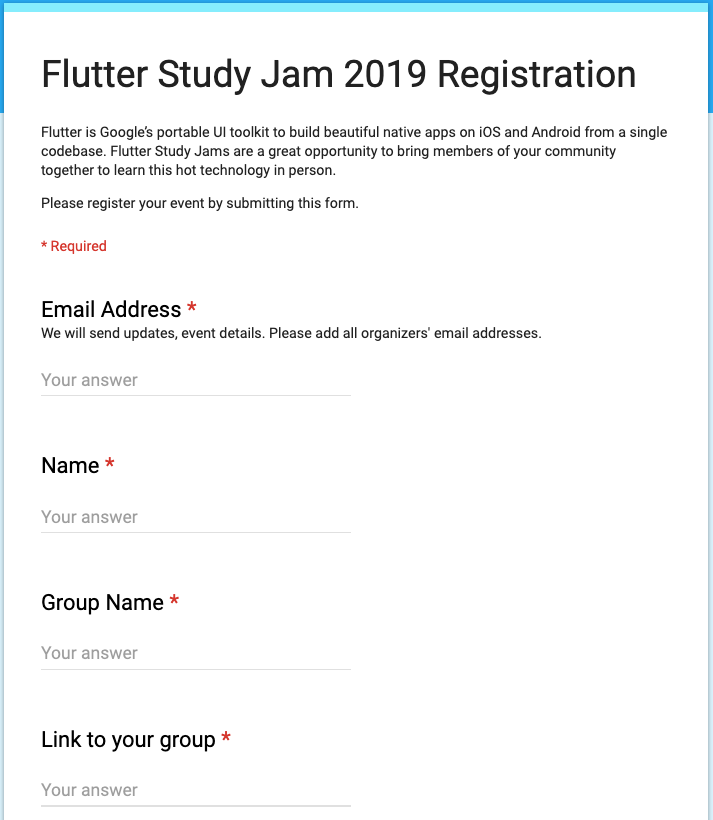 Flutter Study Jam 2019 Registration
Flutter is Google’s portable UI toolkit to build beautiful native apps on iOS and Android from a single
codebase. Flutter Study Jams are a great opportunity to bring members of your community
together to learn this hot technology in person.
Please register your event by submitting this form.
* Required
Email Address *
We will send updates, event details. Please add all organizers' email addresses.
Your answer
Name *
Your answer
Group Name *
Your answer
Link to your group *
Your answer